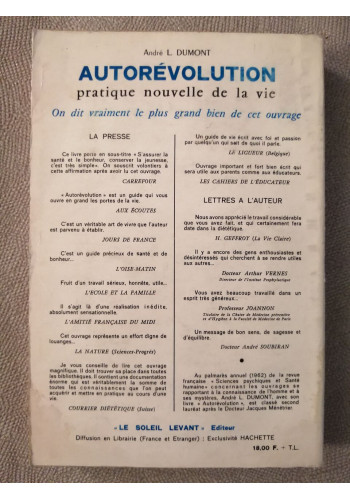 André L. DUMONT
AUTORÉVOLUTION
pratique nouvelle de la vie
On dit vraiment le plus grand bien de cet ouvrage
LA PRESSE
Ce livre porte en sous-titre « S'assurer la
santé et le bonheur, conserver la jeunesse,
c'est très simple». On souscrit volontiers à
cette affirmation après avoir lu cet ouvrage.
CARREFOUR
« Autorévolution » est un guide qui vous
ouvre en grand les portes de la vie.
AUX ÉCOUTES
C'est un véritable art de vivre que l'auteur
est parvenu à établir.
JOURS DE FRANCE
C'est un guide précieux de santé et de
bonheur...
L'OISE-MATIN
Fruit d'un travail sérieux, honnête, utile...
L'ECOLE ET LA FAMILLE
Il s'agit là d'une réalisation inédite,
absolument sensationnelle.
L'AMITIÉ FRANÇAISE DU MIDI
Cet ouvrage représente un effort digne de
louanges...
LA NATURE (Sciences-Progrès)
Je vous conseille de lire cet ouvrage
magnifique. Il doit trouver sa place dans toutes
les bibliothèques. Il contient une documentation
énorme qui est véritablement la somme de
toutes les connaissances que l'on peut
acquérir et mettre en pratique au cours d'une
vie.
COURRIER DIÉTÉTIQUE (Suisse)
Un guide de vie écrit avec foi et passion
par quelqu'un qui sait de quoi il parle.
LE LIGUEUR (Belgique)
Ouvrage important et fort bien écrit qui
sera utile aux parents comme aux éducateurs.
LES CAHIERS DE L'ÉDUCATEUR
LETTRES A L'AUTEUR
Nous avons apprécié le travail considérable
que vous avez fait, et qui certainement fera
date dans la diététique.
H. GEFFROY (La Vie Claire)
Il y a encore des gens enthousiastes et
désintéressés qui cherchent à se rendre utiles
aux autres...
Docteur Arthur VERNES
Directeur de l'Institut Prophylactique
Vous avez beaucoup travaillé dans un
esprit très généreux...
Professeur JOANNON
Titulaire de la Chaire de Médecine préventive
et d'Hygiène à la Faculté de Médecine de Paris
Un message de bon sens, de sagesse et
d'équilibre.
Docteur André SOUBIRAN
Au palmarès annuel (1962) de la revue
française «Sciences psychiques et Santé
humaine» concernant les ouvrages se
rapportant à la connaissance de l'homme et à
ses mystères, André L. DUMONT, avec son
livre « Autorévolution », est classé second
lauréat après le Docteur Jacques Ménétrier.
« LE SOLEIL LEVANT » Editeur
Diffusion en Librairie (France et Etranger) : Exclusivité HACHETTE
18,00 F. - T.L.